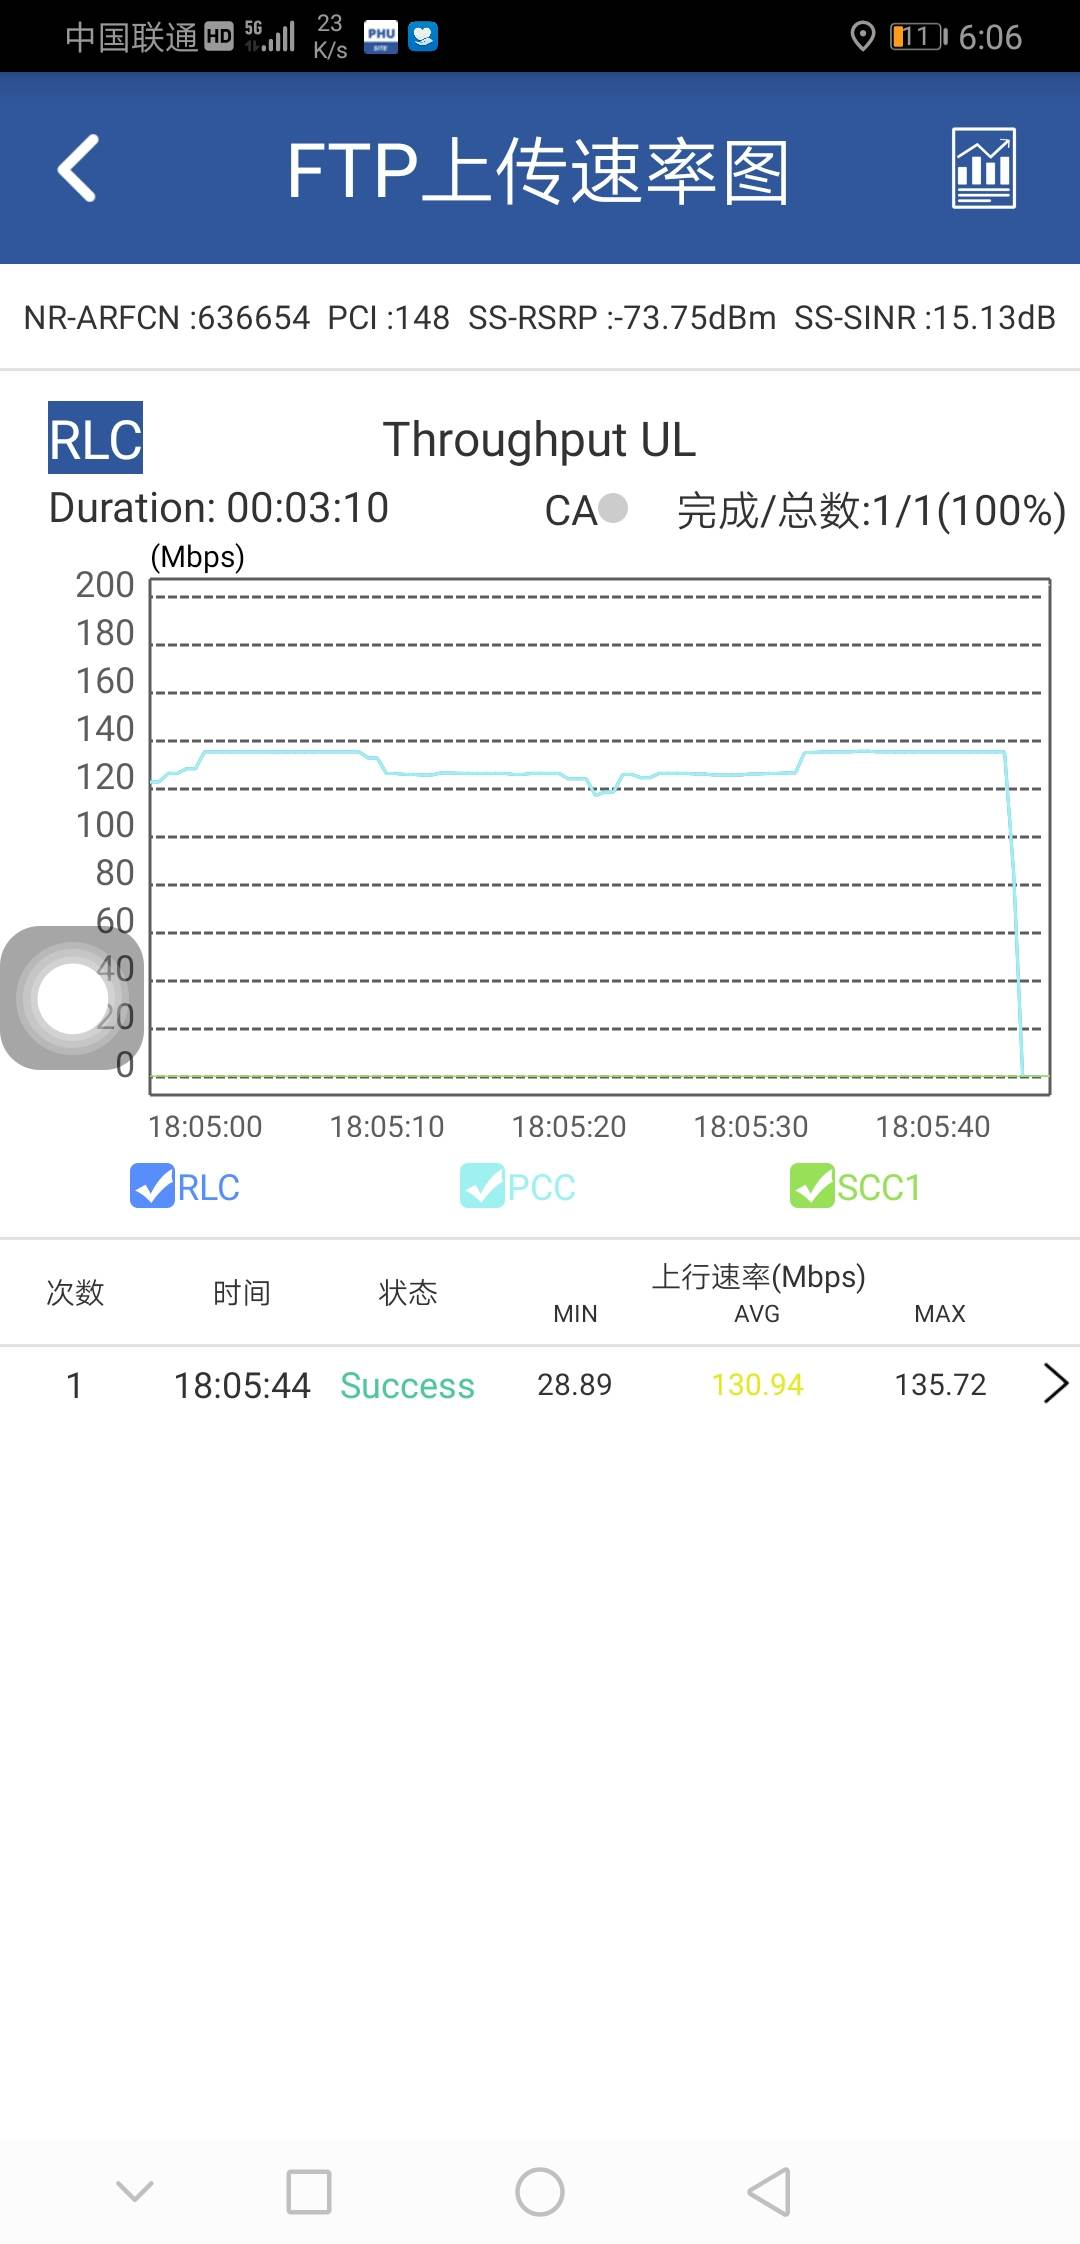 中国联通 HD 5G 23 K/s PHU SITE 11 6:06
FTP上传速率图
NR-ARFCN :636654 PCI :148 SS-RSRP :-73.75dBm SS-SINR :15.13dB
RLC Throughput UL
Duration: 00:03:10 CA 完成/总数:1/1(100%)
(Mbps)
200
180
160
140
120
100
80
60
40
20
0
18:05:00 18:05:10 18:05:20 18:05:30 18:05:40
RLC PCC SCC1
次数 时间 状态 上行速率(Mbps)
MIN AVG MAX
1 18:05:44 Success 28.89 130.94 135.72